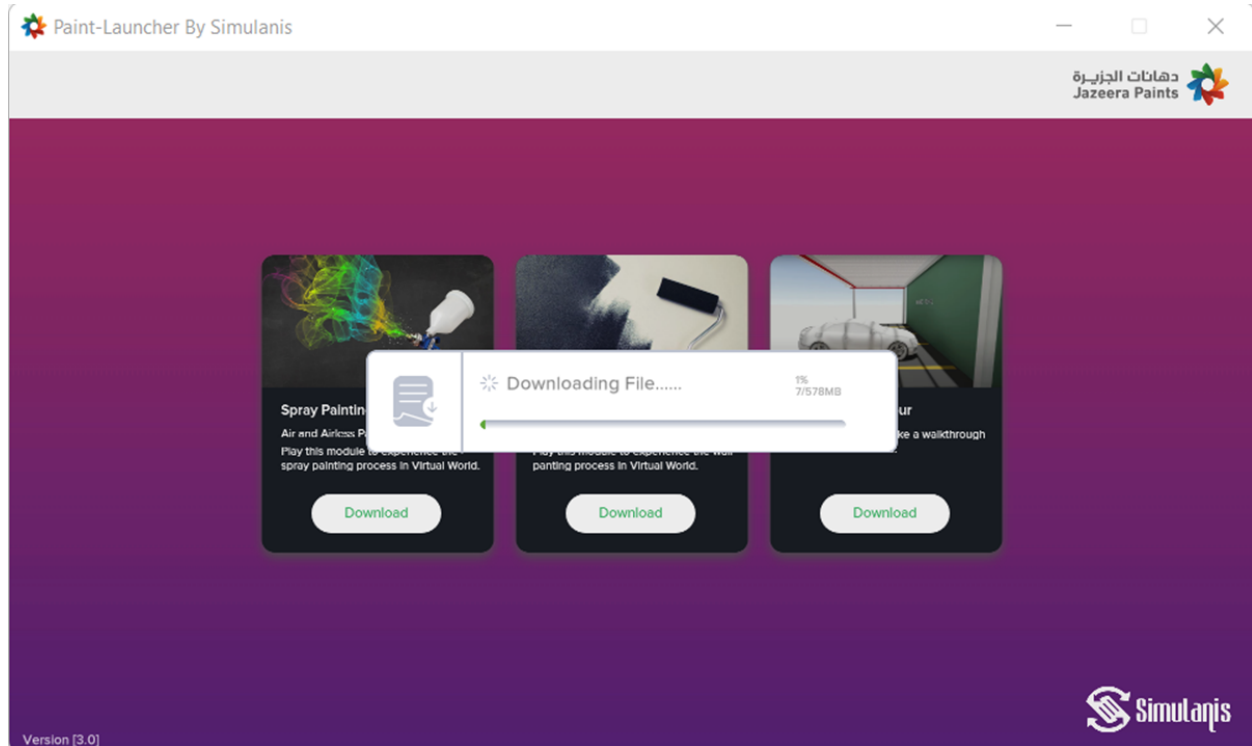 Paint-Launcher By Simulanis
دهانات الجزيـرة
Jazeera Paints
Downloading File......
1%
7/578MB
Spray Paintin
Air and Airless P
Play this module to experience the
spray painting process in Virtual World.
Download
Play this module to experience the wall
panting process in Virtual World.
Download
ur
ke a walkthrough
Download
Simulanis
Version [3.0]